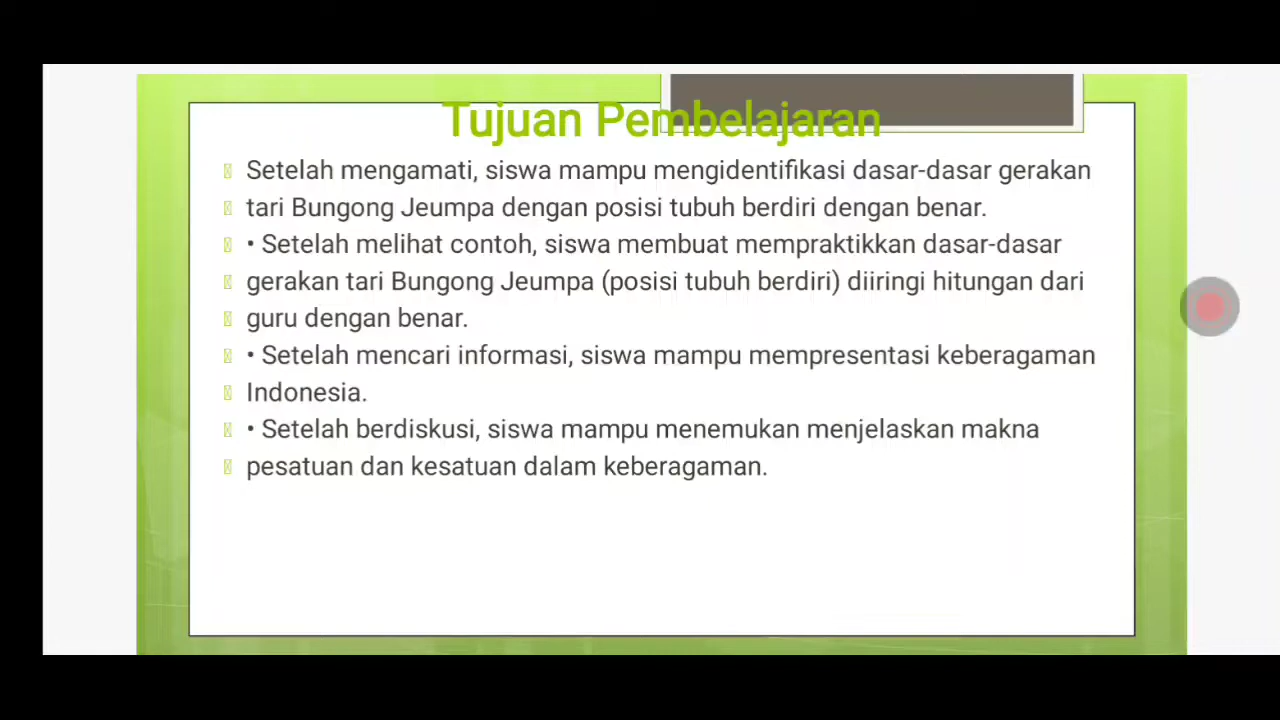 Tujuan Pembelajaran
Setelah mengamati, siswa mampu mengidentifikasi dasar-dasar gerakan
tari Bungong Jeumpa dengan posisi tubuh berdiri dengan benar.
• Setelah melihat contoh, siswa membuat mempraktikkan dasar-dasar
gerakan tari Bungong Jeumpa (posisi tubuh berdiri) diiringi hitungan dari
guru dengan benar.
• Setelah mencari informasi, siswa mampu mempresentasi keberagaman
Indonesia.
• Setelah berdiskusi, siswa mampu menemukan menjelaskan makna
pesatuan dan kesatuan dalam keberagaman.